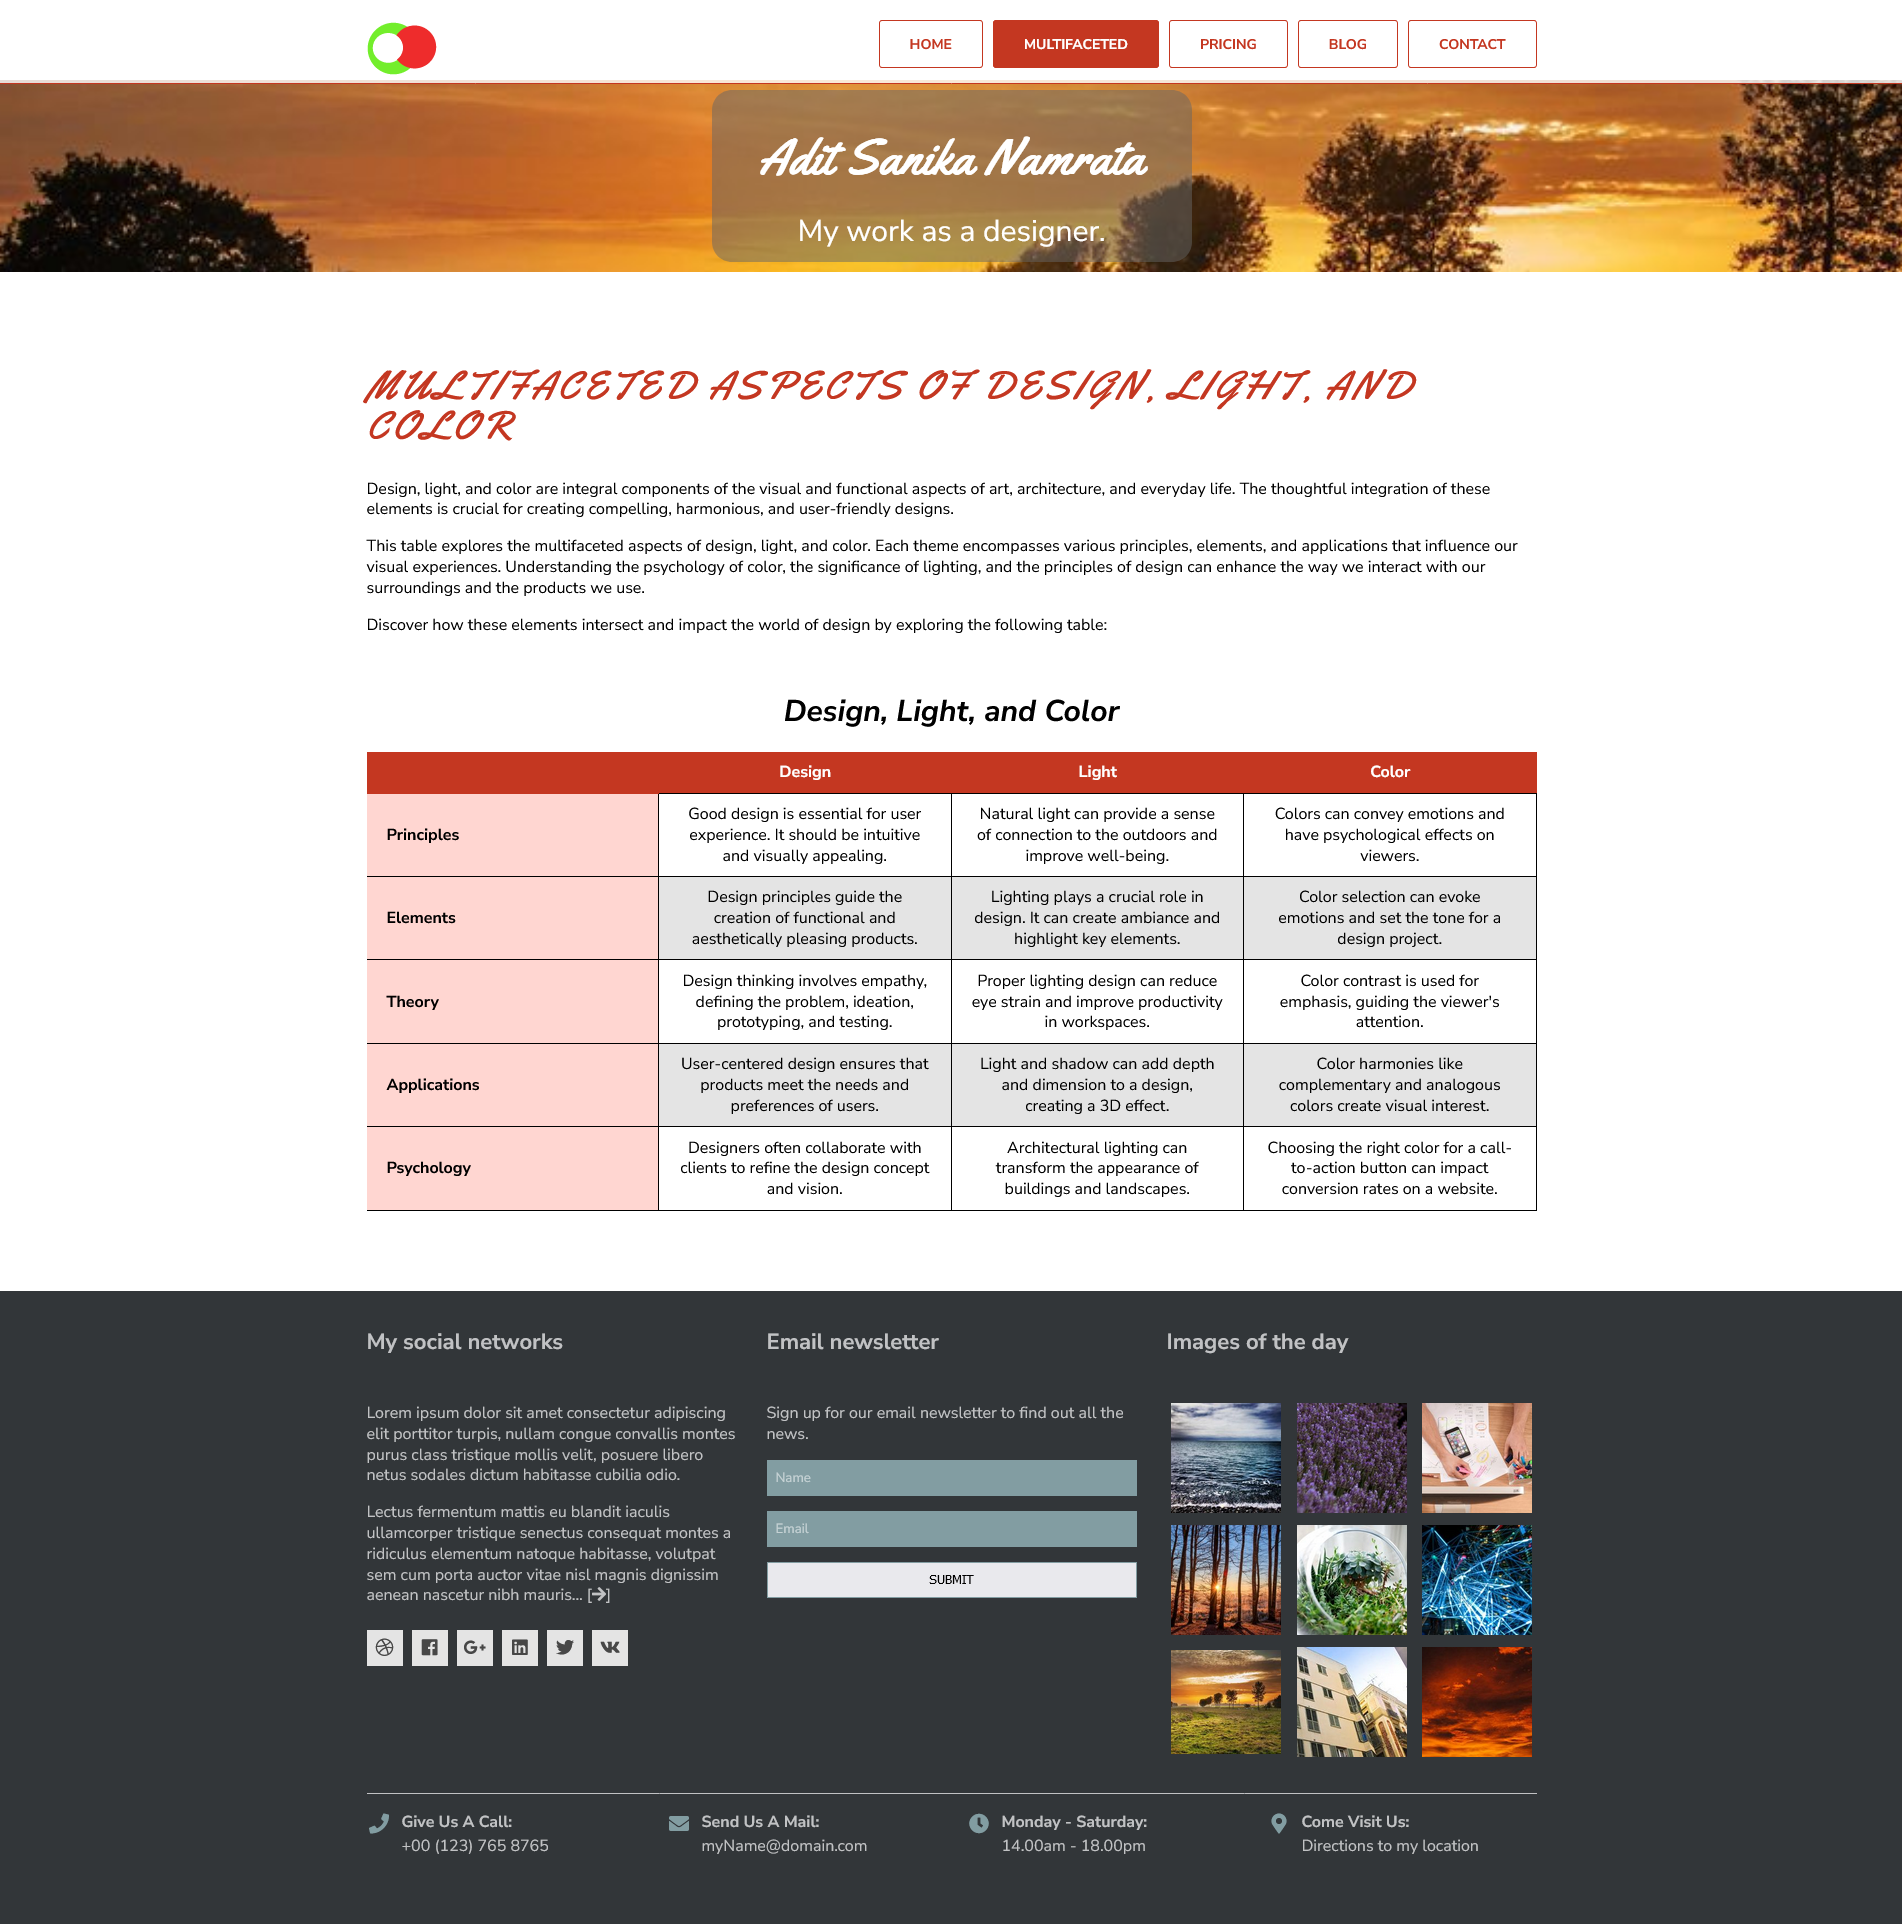 HOME
MULTIFACETED
PRICING
BLOG
CONTACT
Adit Sanika Namrata
My work as a designer.
MULTIFACETED ASPECTS OF DESIGN, LIGHT, AND
COLOR
Design, light, and color are integral components of the visual and functional aspects of art, architecture, and everyday life. The thoughtful integration of these
elements is crucial for creating compelling, harmonious, and user-friendly designs.
This table explores the multifaceted aspects of design, light, and color. Each theme encompasses various principles, elements, and applications that influence our
visual experiences. Understanding the psychology of color, the significance of lighting, and the principles of design can enhance the way we interact with our
surroundings and the products we use.
Discover how these elements intersect and impact the world of design by exploring the following table:
Design, Light, and Color
Design
Light
Color
Principles
Good design is essential for user
experience. It should be intuitive
and visually appealing.
Natural light can provide a sense
of connection to the outdoors and
improve well-being.
Colors can convey emotions and
have psychological effects on
viewers.
Elements
Design principles guide the
creation of functional and
aesthetically pleasing products.
Lighting plays a crucial role in
design. It can create ambiance and
highlight key elements.
Color selection can evoke
emotions and set the tone for a
design project.
Theory
Design thinking involves empathy,
defining the problem, ideation,
prototyping, and testing.
Proper lighting design can reduce
eye strain and improve productivity
in workspaces.
Color contrast is used for
emphasis, guiding the viewer's
attention.
Applications
User-centered design ensures that
products meet the needs and
preferences of users.
Light and shadow can add depth
and dimension to a design,
creating a 3D effect.
Color harmonies like
complementary and analogous
colors create visual interest.
Psychology
Designers often collaborate with
clients to refine the design concept
and vision.
Architectural lighting can
transform the appearance of
buildings and landscapes.
Choosing the right color for a call-
to-action button can impact
conversion rates on a website.
My social networks
Lorem ipsum dolor sit amet consectetur adipiscing
elit porttitor turpis, nullam congue convallis montes
purus class tristique mollis velit, posuere libero
netus sodales dictum habitasse cubilia odio.
Lectus fermentum mattis eu blandit iaculis
ullamcorper tristique senectus consequat montes a
ridiculus elementum natoque habitasse, volutpat
sem cum porta auctor vitae nisl magnis dignissim
aenean nascetur nibh mauris... [→]
Email newsletter
Sign up for our email newsletter to find out all the
news.
Name
Email
SUBMIT
Images of the day
Give Us A Call:
+00 (123) 765 8765
Send Us A Mail:
myName@domain.com
Monday - Saturday:
14.00am - 18.00pm
Come Visit Us:
Directions to my location